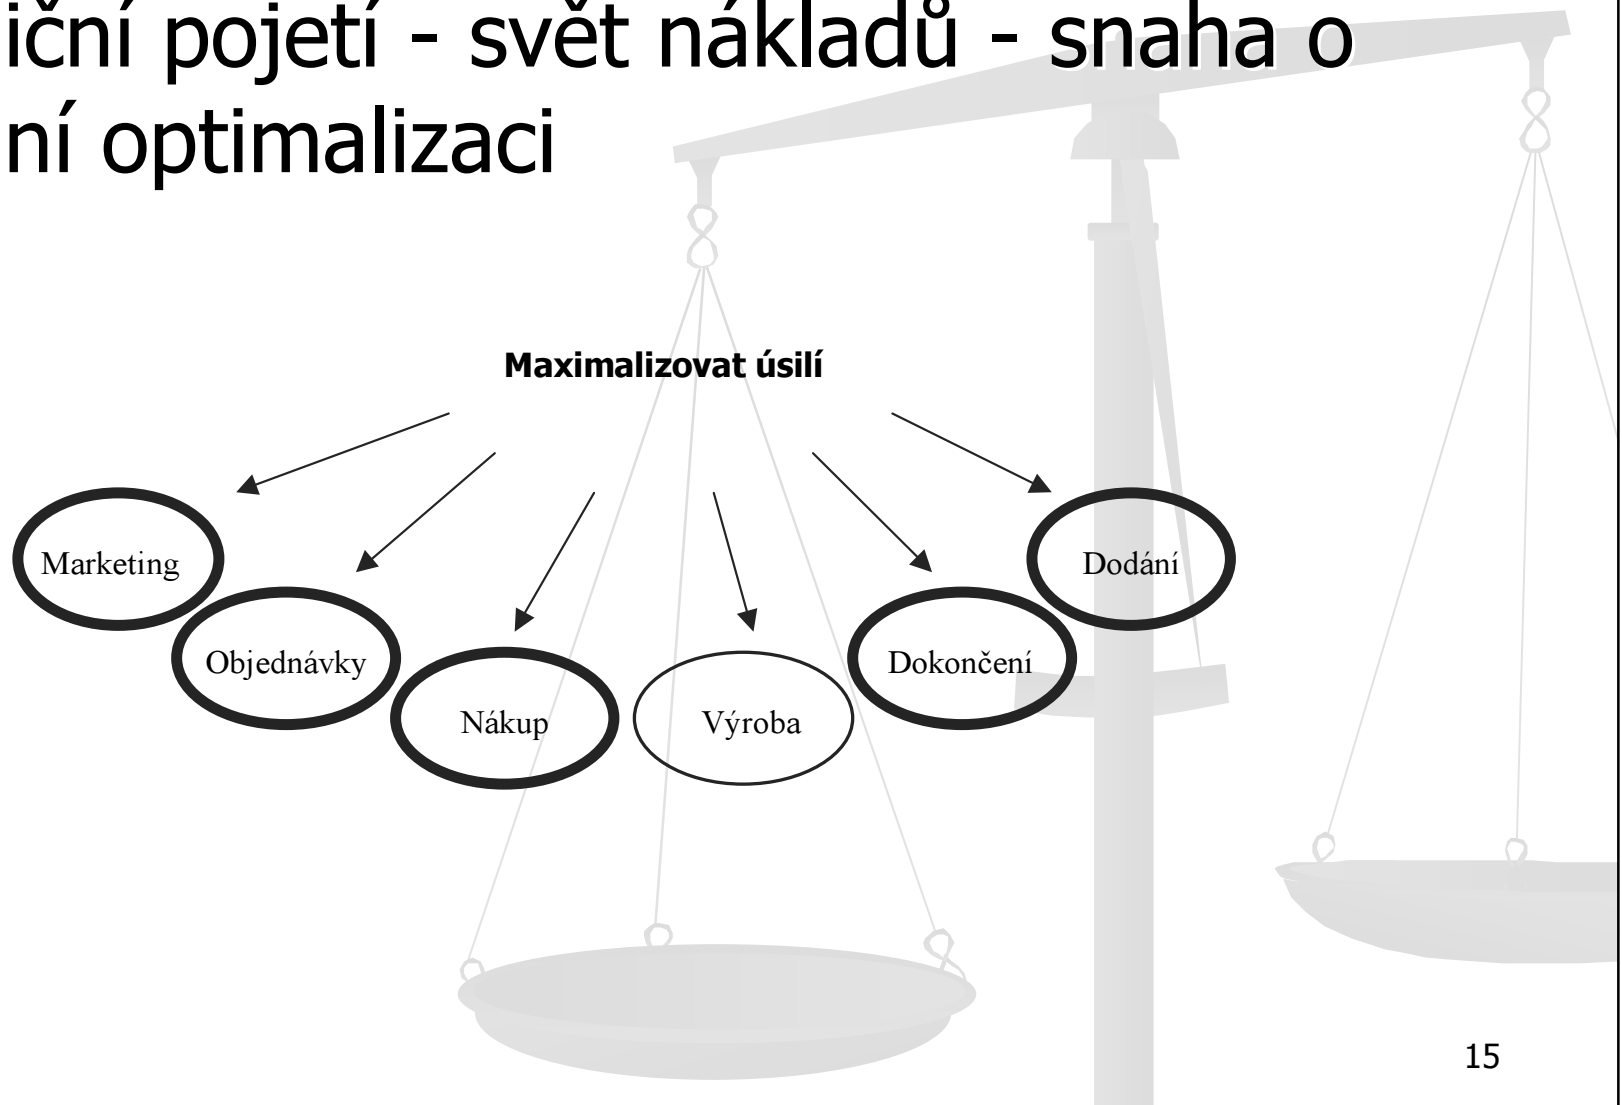 iční pojetí - svět nákladů - snaha o
ní optimalizaci
Maximalizovat úsilí
Marketing
Objednávky
Nákup
Výroba
Dokončení
Dodání
15